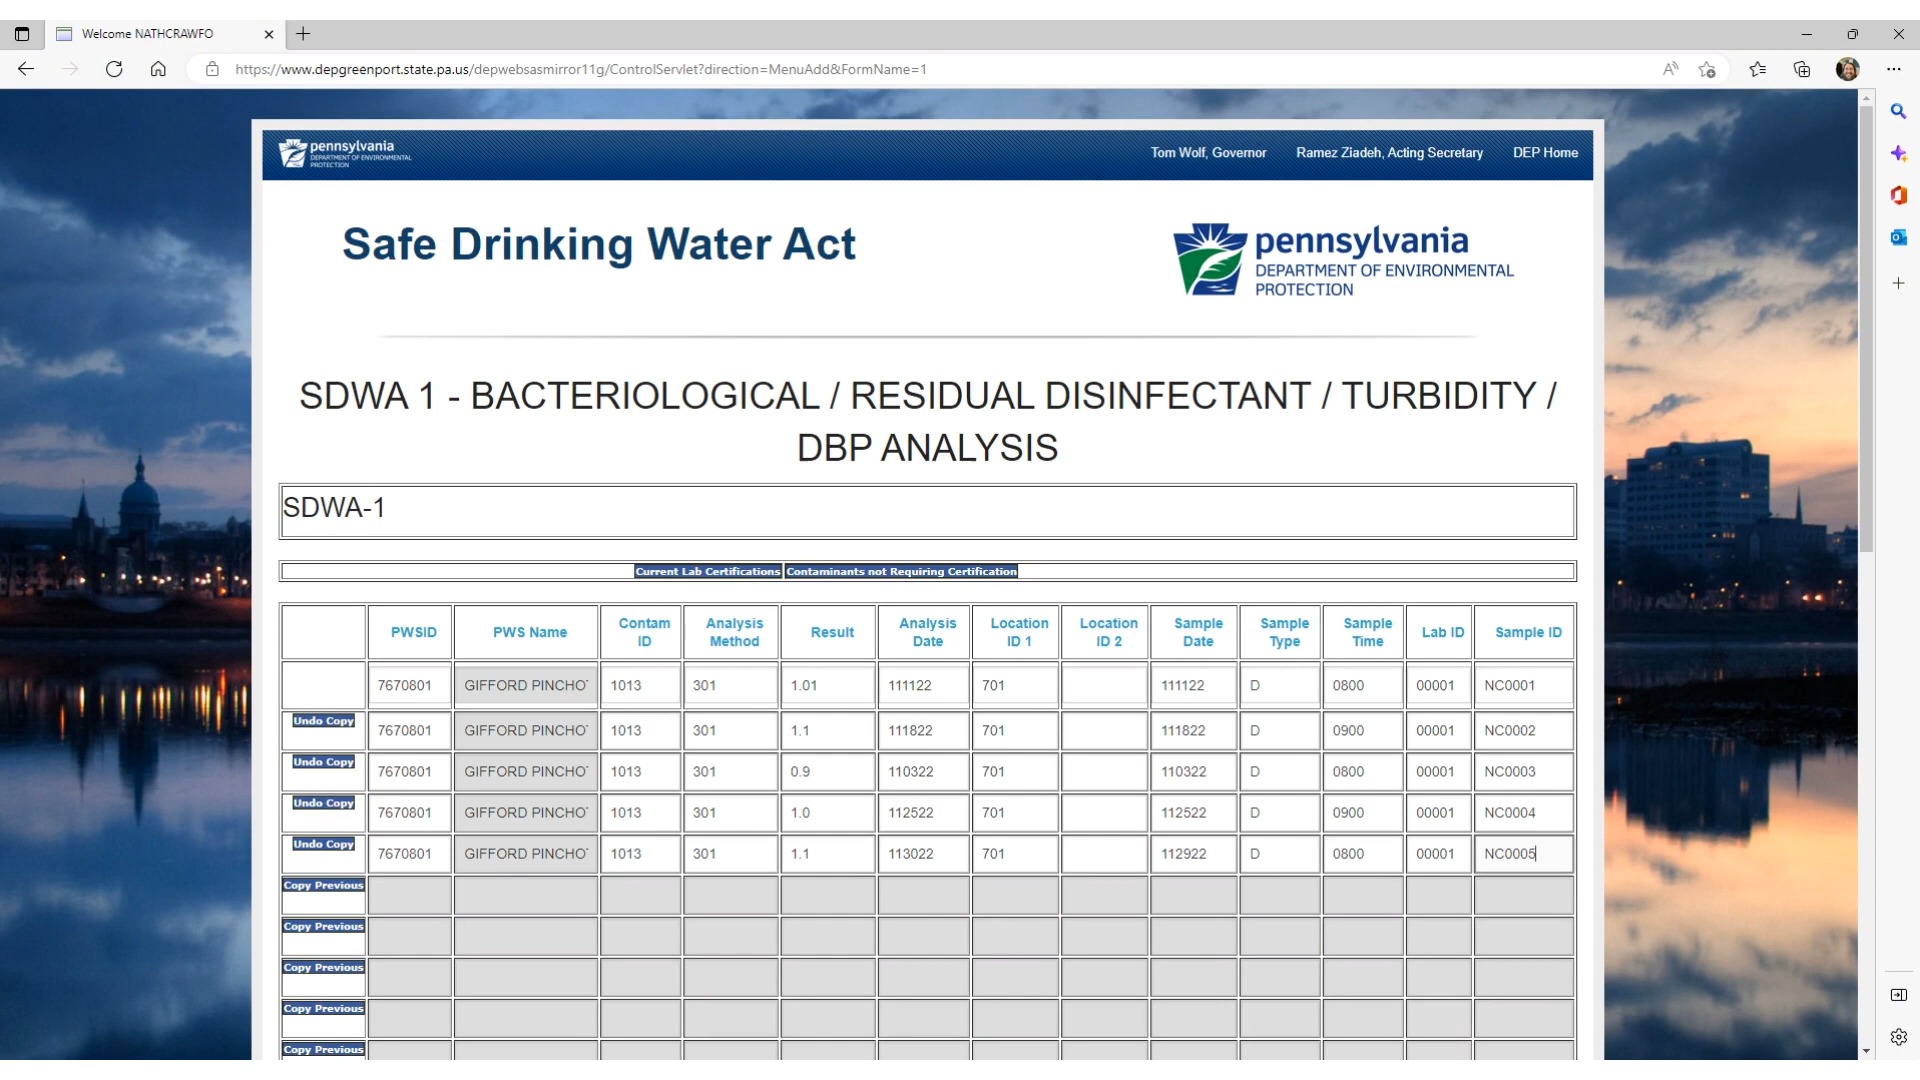 Welcome NATHCRAWFO
https://www.depgreenport.state.pa.us/depwebsasmirror11g/ControlServlet?direction=MenuAdd&FormName=1
pennsylvania
DEPARTMENT OF ENVIRONMENTAL
PROTECTION
Tom Wolf, Governor Ramez Ziadeh, Acting Secretary DEP Home
Safe Drinking Water Act
pennsylvania
DEPARTMENT OF ENVIRONMENTAL
PROTECTION
SDWA 1 - BACTERIOLOGICAL / RESIDUAL DISINFECTANT / TURBIDITY /
DBP ANALYSIS
SDWA-1
Current Lab Certifications Contaminants not Requiring Certification
PWSID PWS Name Contam ID Analysis Method Result Analysis Date Location ID 1 Location ID 2 Sample Date Sample Type Sample Time Lab ID Sample ID
7670801 GIFFORD PINCHO 1013 301 1.01 111122 701 111122 D 0800 00001 NC0001
Undo Copy 7670801 GIFFORD PINCHO 1013 301 1.1 111822 701 111822 D 0900 00001 NC0002
Undo Copy 7670801 GIFFORD PINCHO 1013 301 0.9 110322 701 110322 D 0800 00001 NC0003
Undo Copy 7670801 GIFFORD PINCHO 1013 301 1.0 112522 701 112522 D 0900 00001 NC0004
Undo Copy 7670801 GIFFORD PINCHO 1013 301 1.1 113022 701 112922 D 0800 00001 NC0005
Copy Previous
Copy Previous
Copy Previous
Copy Previous
Copy Previous